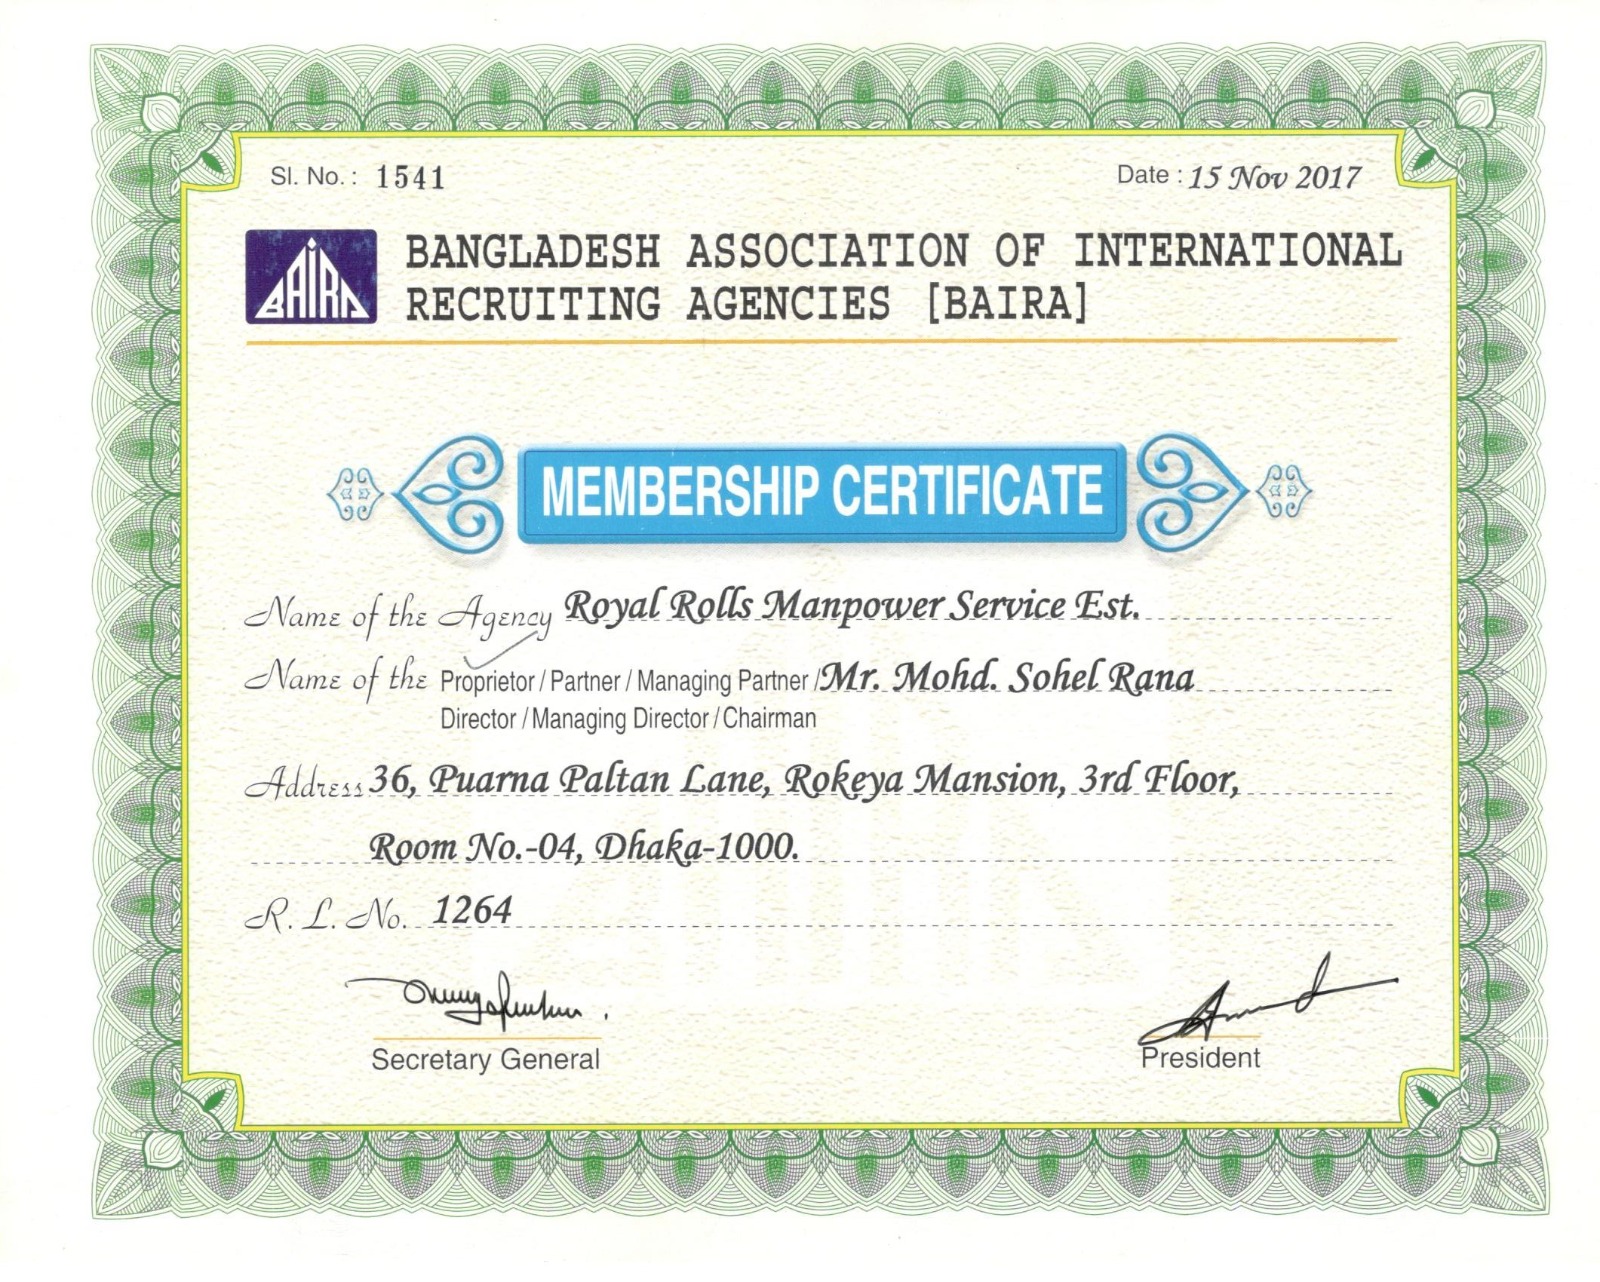 Sl. No. : 1541
Date : 15 Nov 2017
BAIRA
BANGLADESH ASSOCIATION OF INTERNATIONAL
RECRUITING AGENCIES [BAIRA]
MEMBERSHIP CERTIFICATE
Name of the Agency Royal Rolls Manpower Service Est.
Name of the Proprietor / Partner / Managing Partner / Mr. Mohd. Sohel Rana
Director / Managing Director / Chairman
Address 36, Puarna Paltan Lane, Rokeya Mansion, 3rd Floor,
Room No.-04, Dhaka-1000.
R. L. No. 1264
Secretary General
President